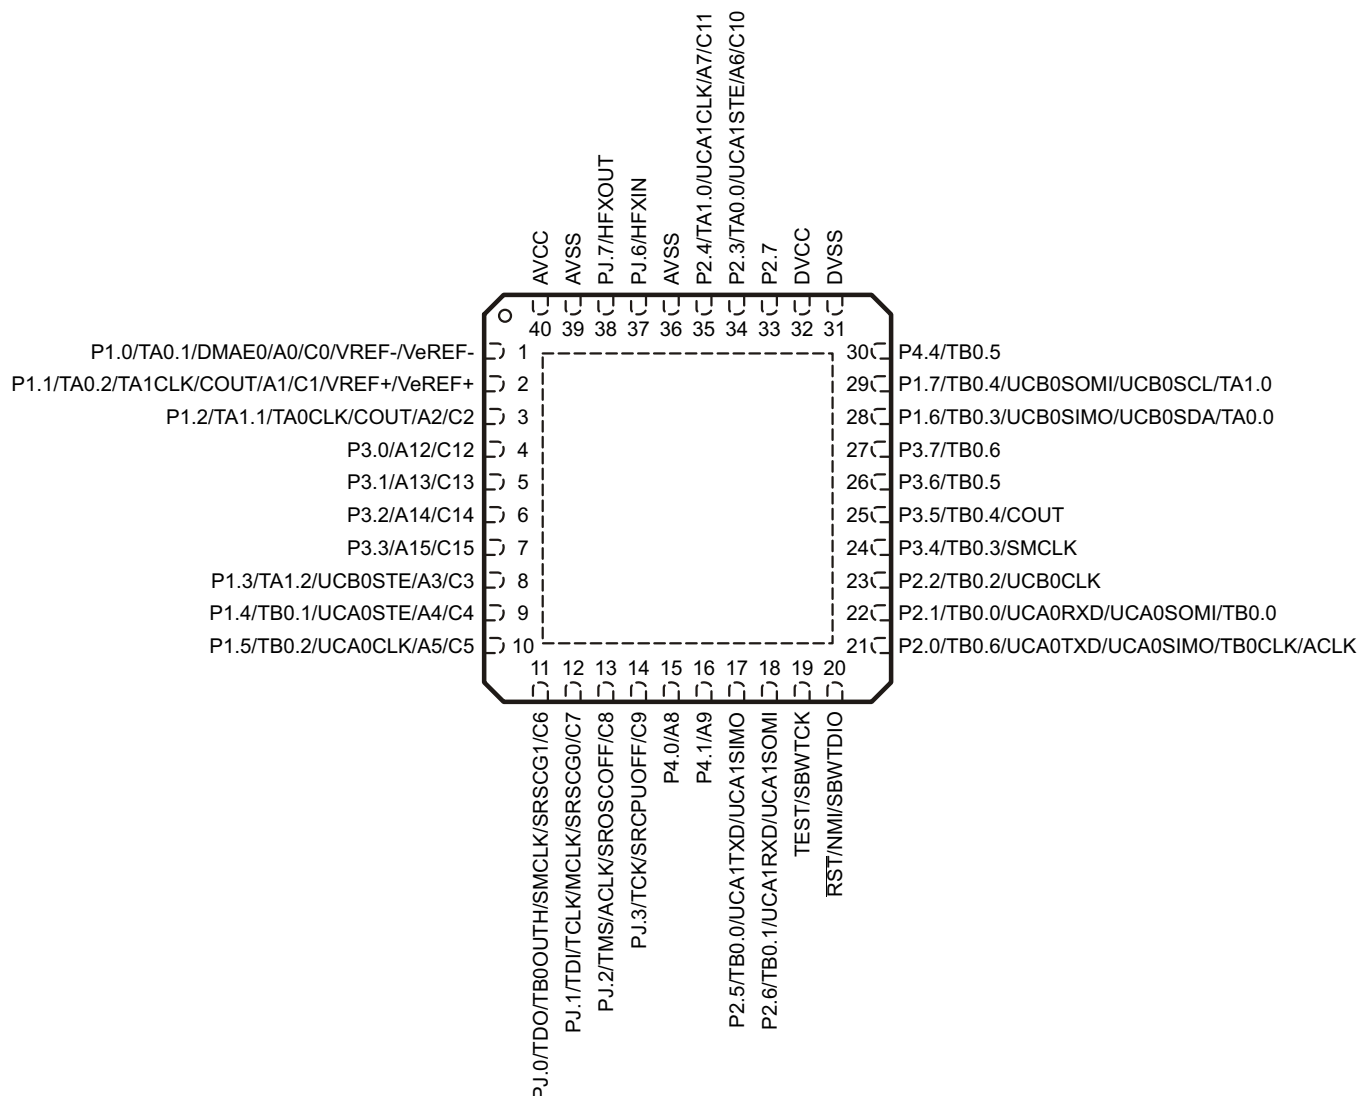 P2.4/TA1.0/UCA1CLK/A7/C11
P2.3/TA0.0/UCA1STE/A6/C10
PJ.7/HFXOUT
PJ.6/HFXIN
AVCC
AVSS
AVSS
P2.7
DVCC
DVSS
40
39
38
37
36
35
34
33
32
31
P1.0/TA0.1/DMAE0/A0/C0/VREF-/VeREF- 1
30 P4.4/TB0.5
P1.1/TA0.2/TA1CLK/COUT/A1/C1/VREF+/VeREF+ 2
29 P1.7/TB0.4/UCB0SOMI/UCB0SCL/TA1.0
P1.2/TA1.1/TA0CLK/COUT/A2/C2 3
28 P1.6/TB0.3/UCB0SIMO/UCB0SDA/TA0.0
P3.0/A12/C12 4
27 P3.7/TB0.6
P3.1/A13/C13 5
26 P3.6/TB0.5
P3.2/A14/C14 6
25 P3.5/TB0.4/COUT
P3.3/A15/C15 7
24 P3.4/TB0.3/SMCLK
P1.3/TA1.2/UCB0STE/A3/C3 8
23 P2.2/TB0.2/UCB0CLK
P1.4/TB0.1/UCA0STE/A4/C4 9
22 P2.1/TB0.0/UCA0RXD/UCA0SOMI/TB0.0
P1.5/TB0.2/UCA0CLK/A5/C5 10
21 P2.0/TB0.6/UCA0TXD/UCA0SIMO/TB0CLK/ACLK
11
12
13
14
15
16
17
18
19
20
PJ.0/TDO/TB0OUTH/SMCLK/SRSCG1/C6
PJ.1/TDI/TCLK/MCLK/SRSCG0/C7
PJ.2/TMS/ACLK/SROSCOFF/C8
PJ.3/TCK/SRCPUOFF/C9
P4.0/A8
P4.1/A9
P2.5/TB0.0/UCA1TXD/UCA1SIMO
P2.6/TB0.1/UCA1RXD/UCA1SOMI
TEST/SBWTCK
RST/NMI/SBWTDIO